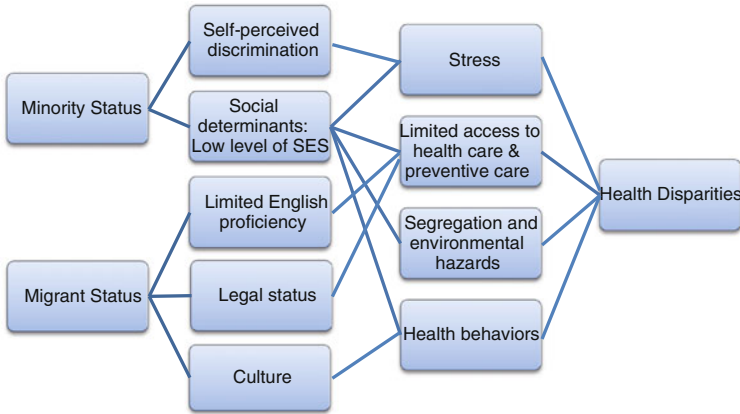 Minority Status
Migrant Status
Self-perceived
discrimination
Social
determinants:
Low level of SES
Limited English
proficiency
Legal status
Culture
Stress
Limited access to
health care &
preventive care
Segregation and
environmental
hazards
Health behaviors
Health Disparities